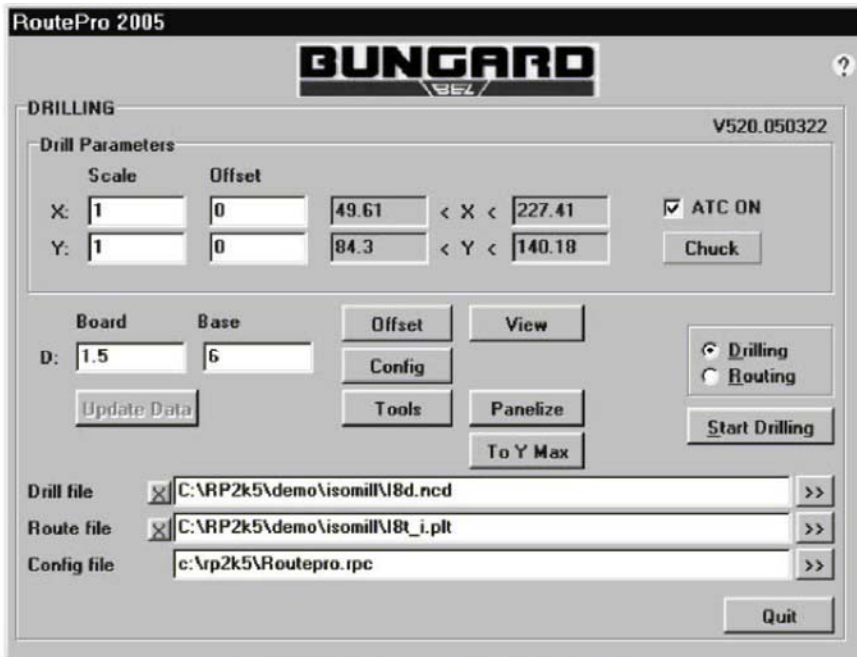 RoutePro 2005
BUNGARD
BEL
?
DRILLING
V520.050322
Drill Parameters
Scale Offset
X: 1 0 49.61 < X < 227.41 ATC ON
Y: 1 0 84.3 < Y < 140.18 Chuck
Board Base Offset View
D: 1.5 6 Config
Drilling
Routing
Update Data Tools Panelize Start Drilling
To Y Max
Drill file X C:\RP2k5\demo\isomill\l8d.ncd >>
Route file X C:\RP2k5\demo\isomill\l8t_i.plt >>
Config file c:\rp2k5\Routepro.rpc >>
Quit